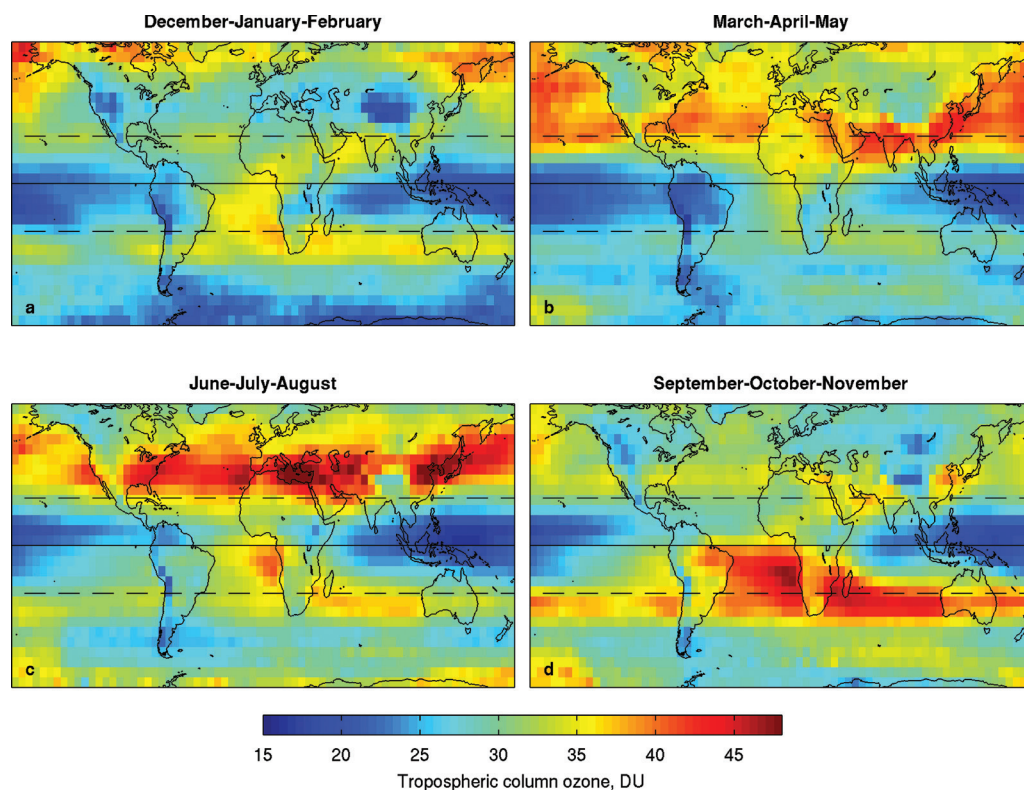 December-January-February
March-April-May
a
b
June-July-August
September-October-November
c
d
15 20 25 30 35 40 45
Tropospheric column ozone, DU